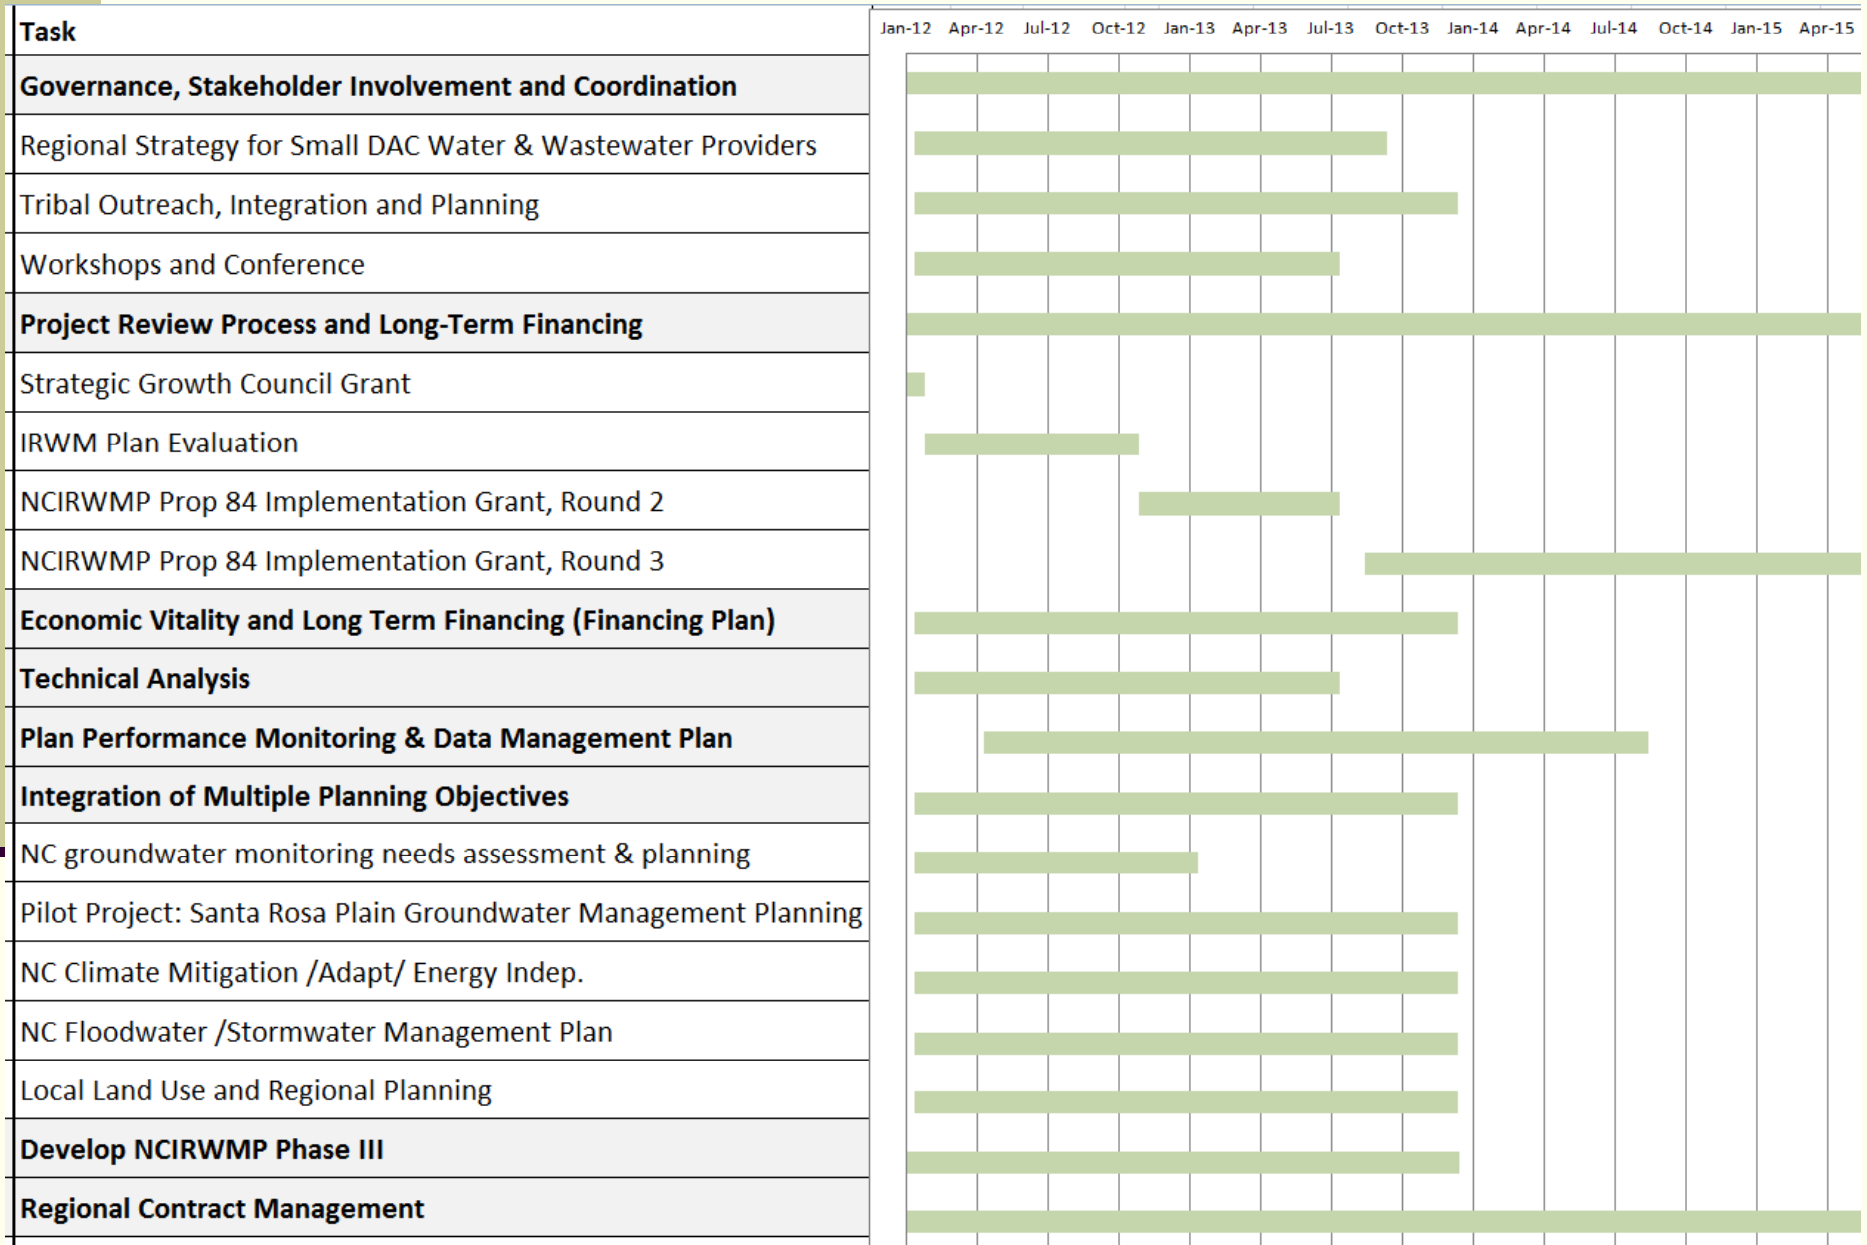 Task
Jan-12 Apr-12 Jul-12 Oct-12 Jan-13 Apr-13 Jul-13 Oct-13 Jan-14 Apr-14 Jul-14 Oct-14 Jan-15 Apr-15
Governance, Stakeholder Involvement and Coordination
Regional Strategy for Small DAC Water & Wastewater Providers
Tribal Outreach, Integration and Planning
Workshops and Conference
Project Review Process and Long-Term Financing
Strategic Growth Council Grant
IRWM Plan Evaluation
NCIRWMP Prop 84 Implementation Grant, Round 2
NCIRWMP Prop 84 Implementation Grant, Round 3
Economic Vitality and Long Term Financing (Financing Plan)
Technical Analysis
Plan Performance Monitoring & Data Management Plan
Integration of Multiple Planning Objectives
NC groundwater monitoring needs assessment & planning
Pilot Project: Santa Rosa Plain Groundwater Management Planning
NC Climate Mitigation /Adapt/ Energy Indep.
NC Floodwater /Stormwater Management Plan
Local Land Use and Regional Planning
Develop NCIRWMP Phase III
Regional Contract Management